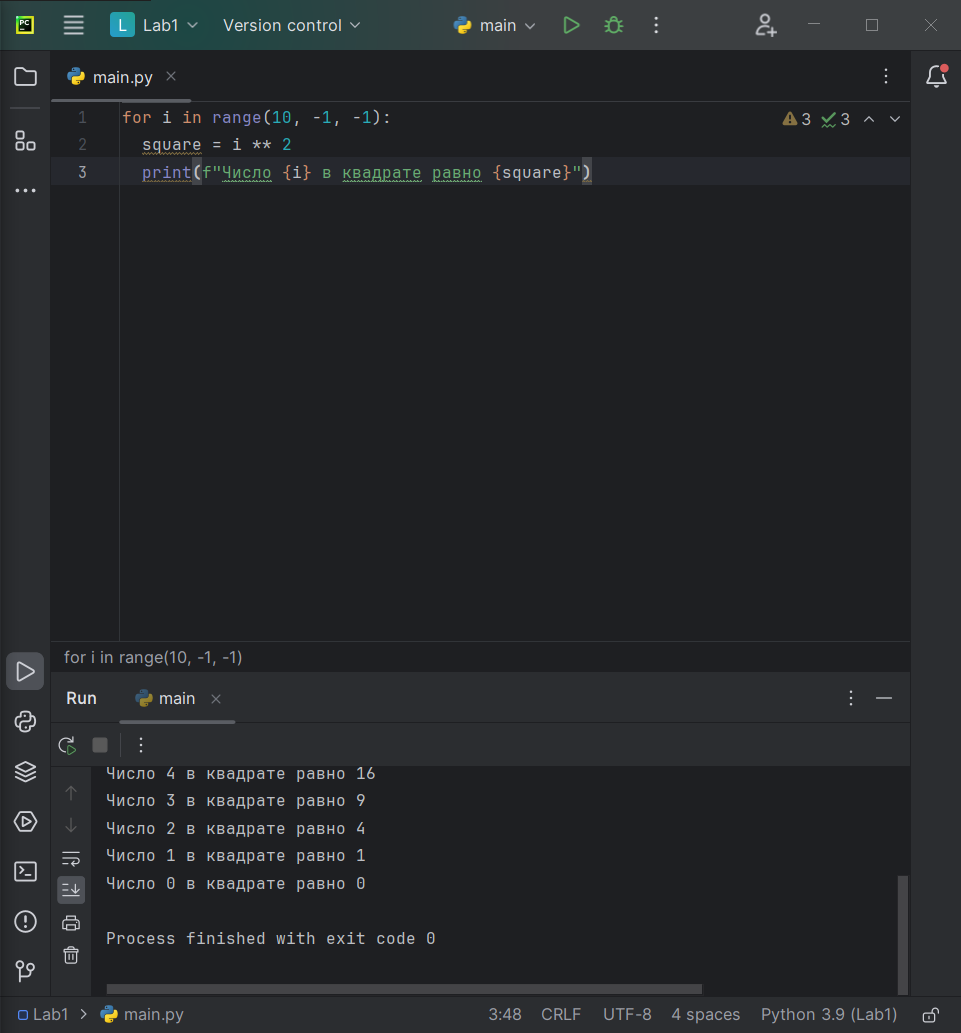 PC L Lab1 Version control main
main.py
1 for i in range(10, -1, -1): 3 3
2 square = i ** 2
3 print(f"Число {i} в квадрате равно {square}")
for i in range(10, -1, -1)
Run main
Число 4 в квадрате равно 16
Число 3 в квадрате равно 9
Число 2 в квадрате равно 4
Число 1 в квадрате равно 1
Число 0 в квадрате равно 0
Process finished with exit code 0
Lab1 main.py 3:48 CRLF UTF-8 4 spaces Python 3.9 (Lab1)